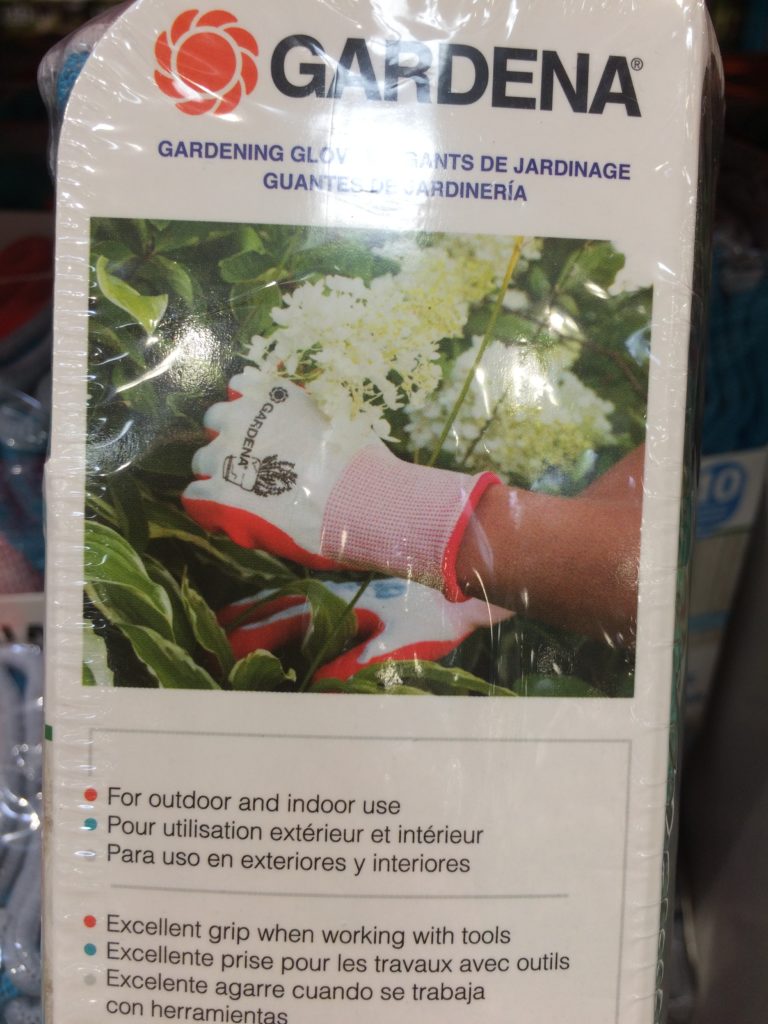 GARDENA®
GARDENING GANTS DE JARDINAGE
GUANTES DE JARDINERÍA
GARDENA
For outdoor and indoor use
Pour utilisation extérieur et intérieur
Para uso en exteriores y interiores
Excellent grip when working with tools
Excellente prise pour les travaux avec outils
Excelente agarre cuando se trabaja
con herramientas
10